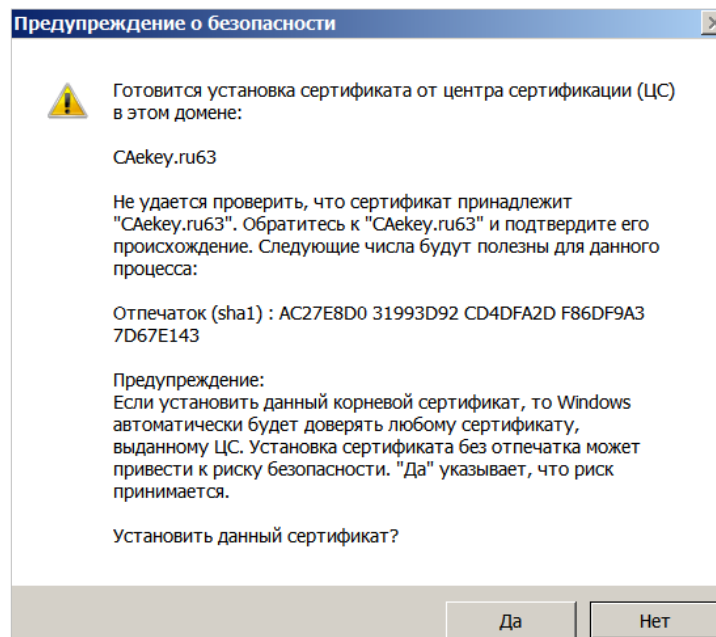 Предупреждение о безопасности
Готовится установка сертификата от центра сертификации (ЦС)
в этом домене:
CAekey.ru63
Не удается проверить, что сертификат принадлежит
"CAekey.ru63". Обратитесь к "CAekey.ru63" и подтвердите его
происхождение. Следующие числа будут полезны для данного
процесса:
Отпечаток (sha1) : AC27E8D0 31993D92 CD4DFA2D F86DF9A3
7D67E143
Предупреждение:
Если установить данный корневой сертификат, то Windows
автоматически будет доверять любому сертификату,
выданному ЦС. Установка сертификата без отпечатка может
привести к риску безопасности. "Да" указывает, что риск
принимается.
Установить данный сертификат?
Да Нет